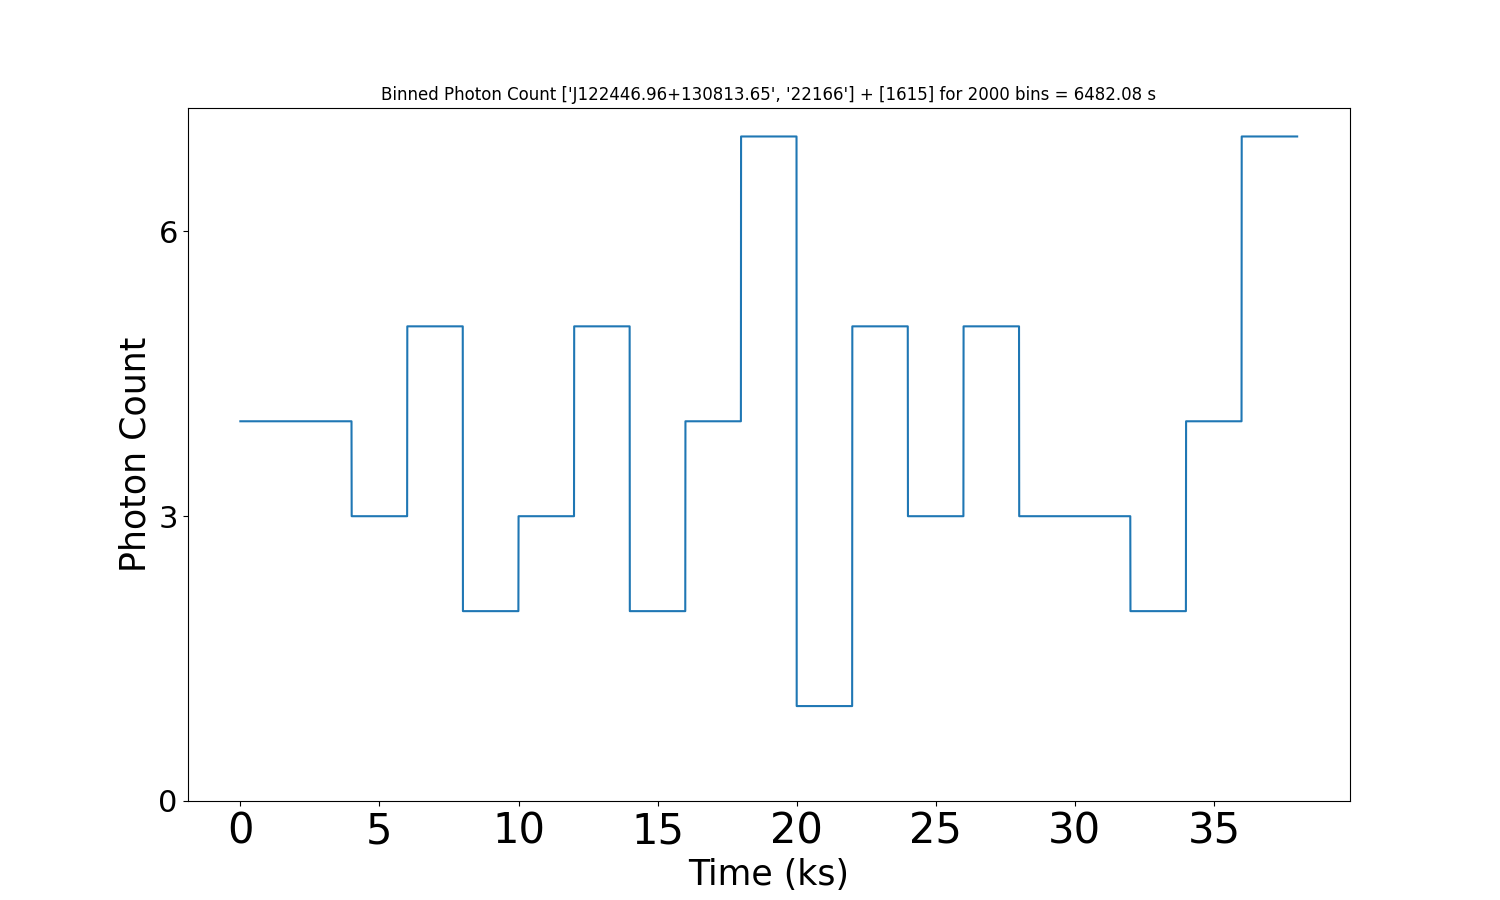 Binned Photon Count ['J122446.96+130813.65', '22166'] + [1615] for 2000 bins = 6482.08 s
6
3
0
Photon Count
0 5 10 15 20 25 30 35
Time (ks)